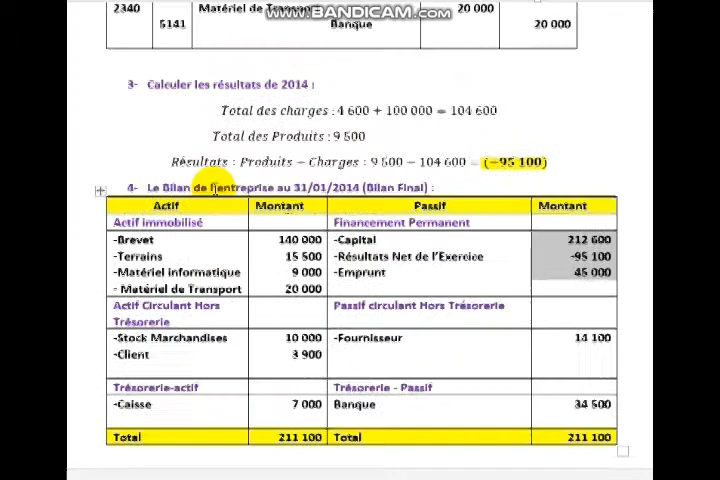 WWW.BANDICAM.COM
2340 Matériel de Transport 20 000
5141 Banque 20 000
3- Calculer les résultats de 2014 :
Total des charges : 4 600 + 100 000 = 104 600
Total des Produits : 9 500
Résultats : Produits − Charges : 9 500 − 104 600 = (−95 100)
4- Le Bilan de l'entreprise au 31/01/2014 (Bilan Final) :
Actif Montant Passif Montant
Actif immobilisé Financement Permanent
-Brevet 140 000 -Capital 212 600
-Terrains 15 500 -Résultats Net de l'Exercice -95 100
-Matériel informatique 9 000 -Emprunt 45 000
- Matériel de Transport 20 000
Actif Circulant Hors Passif circulant Hors Trésorerie
Trésorerie
-Stock Marchandises 10 000 -Fournisseur 14 100
-Client 3 900
Trésorerie-actif Trésorerie - Passif
-Caisse 7 000 Banque 34 500
Total 211 100 Total 211 100